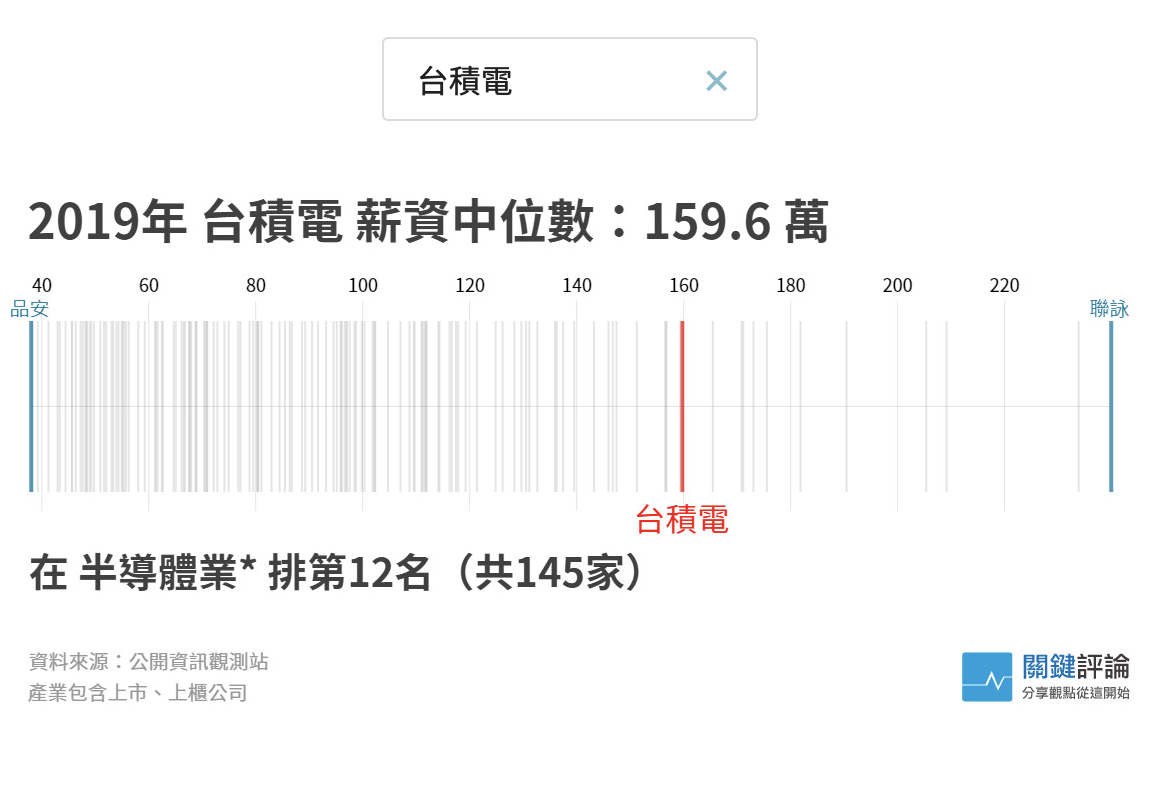 台積電
2019年 台積電 薪資中位數：159.6 萬
40 60 80 100 120 140 160 180 200 220
品安 聯詠
台積電
在 半導體業* 排第12名（共145家）
資料來源：公開資訊觀測站
產業包含上市、上櫃公司
關鍵評論
分享觀點從這開始